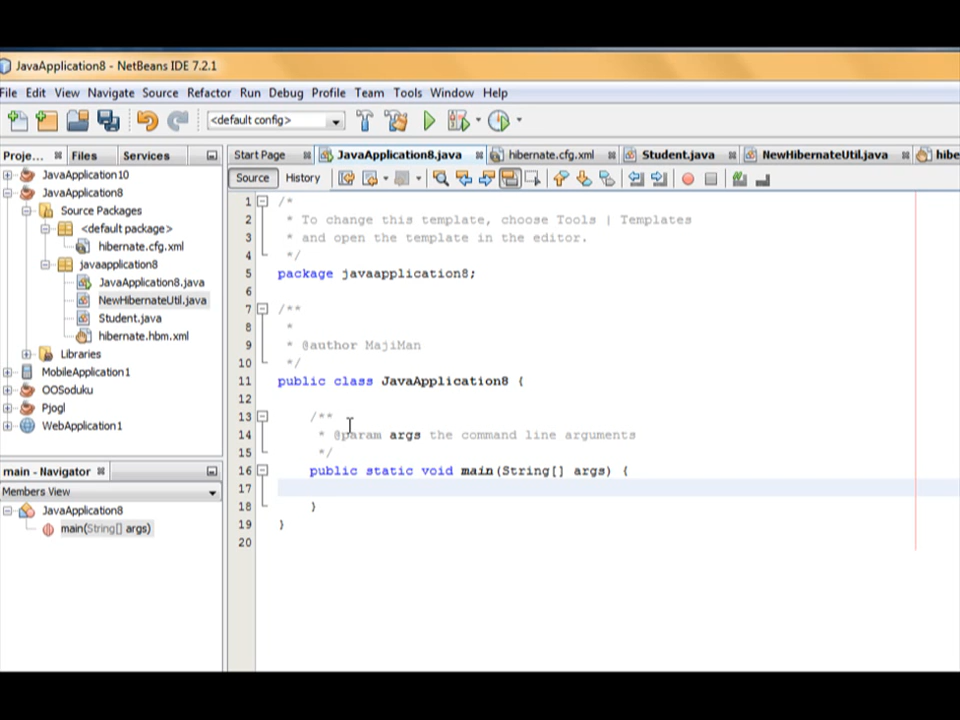 JavaApplication8 - NetBeans IDE 7.2.1
File Edit View Navigate Source Refactor Run Debug Profile Team Tools Window Help
<default config>
Proje... Files Services
Start Page JavaApplication8.java hibernate.cfg.xml Student.java NewHibernateUtil.java hibe
Source History
JavaApplication10
JavaApplication8
Source Packages
<default package>
hibernate.cfg.xml
javaapplication8
JavaApplication8.java
NewHibernateUtil.java
Student.java
hibernate.hbm.xml
Libraries
MobileApplication1
OOSoduku
Pjogl
WebApplication1
main - Navigator
Members View
JavaApplication8
main(String[] args)
1 /*
2 * To change this template, choose Tools | Templates
3 * and open the template in the editor.
4 */
5 package javaapplication8;
6
7 /**
8 *
9 * @author MajiMan
10 */
11 public class JavaApplication8 {
12
13 /**
14 * @param args the command line arguments
15 */
16 public static void main(String[] args) {
17
18 }
19 }
20